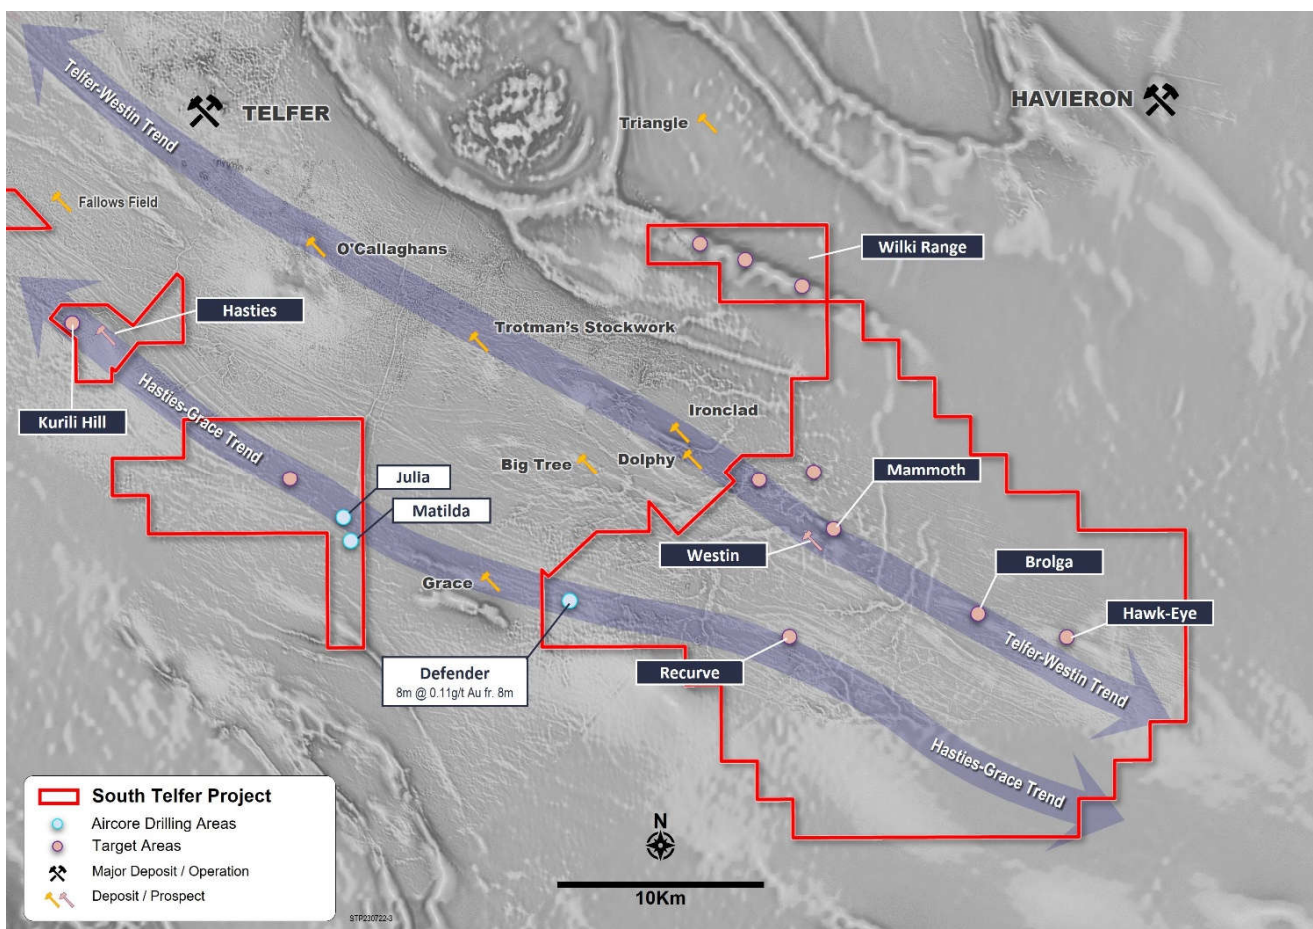 Telfer-Westin Trend
TELFER
HAVIERON
Triangle
Fallows Field
O'Callaghans
Wilki Range
Hasties
Trotman's Stockwork
Kurili Hill
Hasties-Grace Trend
Ironclad
Big Tree
Dolphy
Julia
Mammoth
Matilda
Westin
Grace
Brolga
Hawk-Eye
Defender
8m @ 0.11g/t Au fr. 8m
Recurve
Telfer-Westin Trend
Hasties-Grace Trend
South Telfer Project
Aircore Drilling Areas
Target Areas
Major Deposit / Operation
Deposit / Prospect
N
10Km
STP230722-3